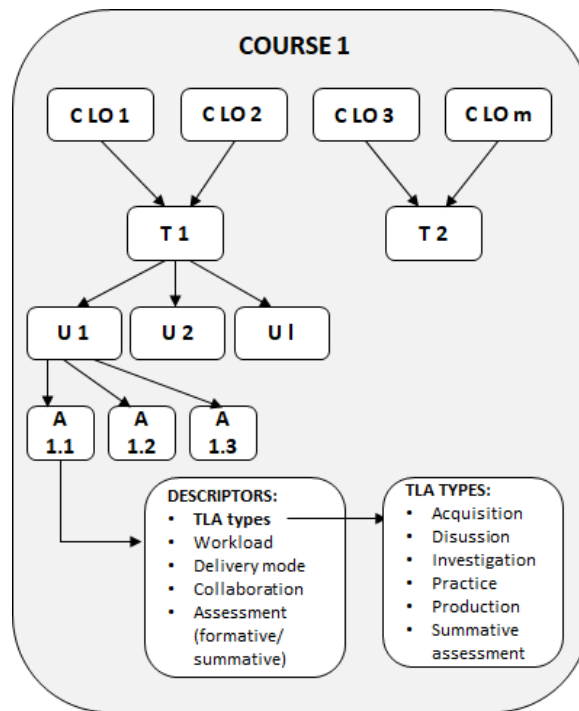 COURSE 1
C LO 1
C LO 2
C LO 3
C LO m
T 1
T 2
U 1
U 2
U l
A
1.1
A
1.2
A
1.3
DESCRIPTORS:
• TLA types
• Workload
• Delivery mode
• Collaboration
• Assessment
(formative/
summative)
TLA TYPES:
• Acquisition
• Disussion
• Investigation
• Practice
• Production
• Summative
assessment